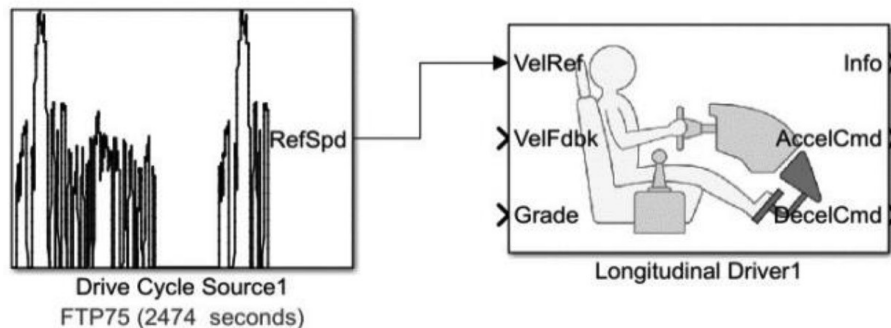 RefSpd
Drive Cycle Source1
FTP75 (2474 seconds)
VelRef
VelFdbk
Grade
Info
AccelCmd
DecelCmd
Longitudinal Driver1